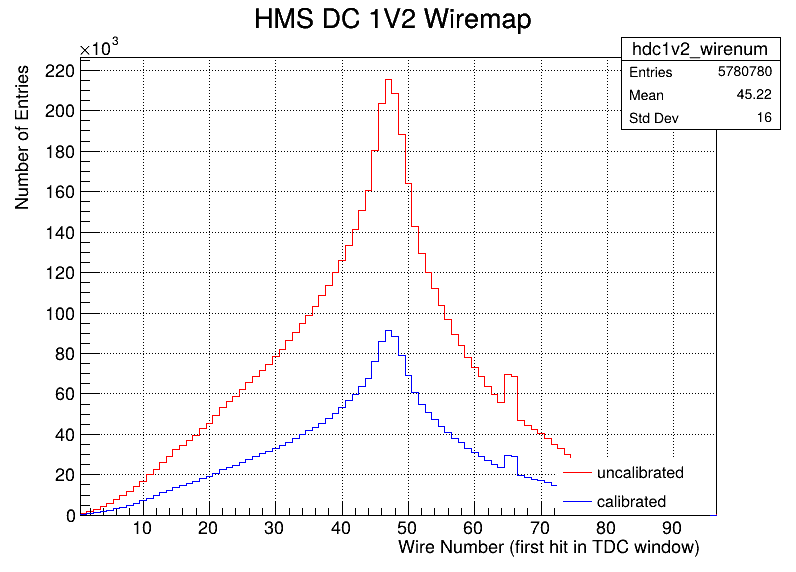 HMS DC 1V2 Wiremap
×10³
hdc1v2_wirenum
Entries 5780780
Mean 45.22
Std Dev 16
Number of Entries
220
200
180
160
140
120
100
80
60
40
20
0
uncalibrated
calibrated
10 20 30 40 50 60 70 80 90
Wire Number (first hit in TDC window)